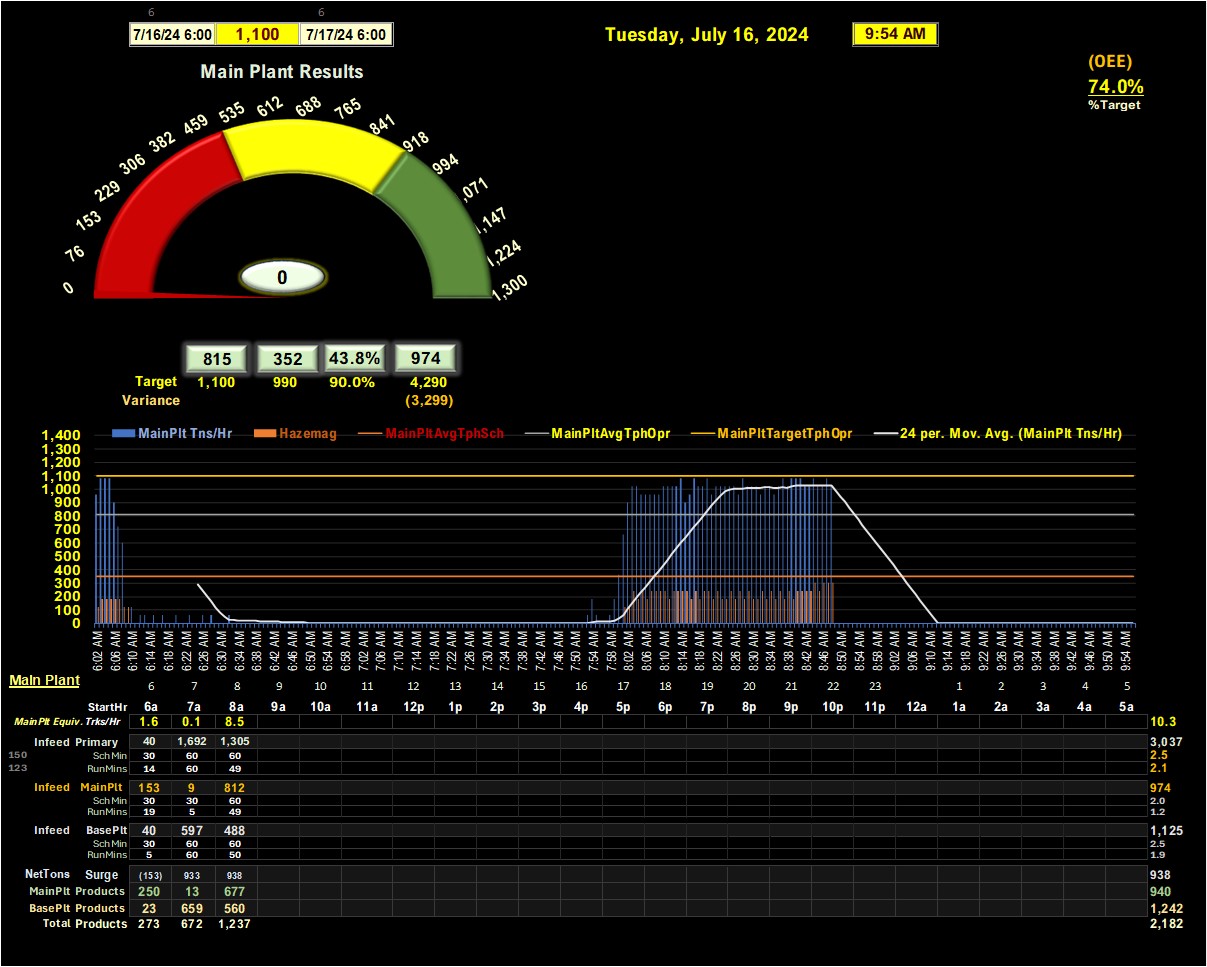 6 6
7/16/24 6:00 1,100 7/17/24 6:00 Tuesday, July 16, 2024 9:54 AM
(OEE)
74.0%
%Target
Main Plant Results
0 76 153 229 306 382 459 535 612 688 765 841 918 994 ,071 1,147 1,224 1,300
0
815 352 43.8% 974
Target 1,100 990 90.0% 4,290
Variance (3,299)
MainPlt Tns/Hr Hazemag MainPltAvgTphSch MainPltAvgTphOpr MainPltTargetTphOpr 24 per. Mov. Avg. (MainPlt Tns/Hr)
1,400
1,300
1,200
1,100
1,000
900
800
700
600
500
400
300
200
100
0
6:02 AM 6:06 AM 6:10 AM 6:14 AM 6:18 AM 6:22 AM 6:26 AM 6:30 AM 6:34 AM 6:38 AM 6:42 AM 6:46 AM 6:50 AM 6:54 AM 6:58 AM 7:02 AM 7:06 AM 7:10 AM 7:14 AM 7:18 AM 7:22 AM 7:26 AM 7:30 AM 7:34 AM 7:38 AM 7:42 AM 7:46 AM 7:50 AM 7:54 AM 7:58 AM 8:02 AM 8:06 AM 8:10 AM 8:14 AM 8:18 AM 8:22 AM 8:26 AM 8:30 AM 8:34 AM 8:38 AM 8:42 AM 8:46 AM 8:50 AM 8:54 AM 8:58 AM 9:02 AM 9:06 AM 9:10 AM 9:14 AM 9:18 AM 9:22 AM 9:26 AM 9:30 AM 9:34 AM 9:38 AM 9:42 AM 9:46 AM 9:50 AM 9:54 AM
Main Plant
6 7 8 9 10 11 12 13 14 15 16 17 18 19 20 21 22 23 1 2 3 4 5
StartHr 6a 7a 8a 9a 10a 11a 12p 1p 2p 3p 4p 5p 6p 7p 8p 9p 10p 11p 12a 1a 2a 3a 4a 5a
MainPlt Equiv. Trks/Hr 1.6 0.1 8.5 10.3
Infeed Primary 40 1,692 1,305 3,037
150 Sch Min 30 60 60 2.5
123 RunMins 14 60 49 2.1
Infeed MainPlt 153 9 812 974
Sch Min 30 30 60 2.0
RunMins 19 5 49 1.2
Infeed BasePlt 40 597 488 1,125
Sch Min 30 60 60 2.5
RunMins 5 60 50 1.9
NetTons Surge (153) 933 938 938
MainPlt Products 250 13 677 940
BasePlt Products 23 659 560 1,242
Total Products 273 672 1,237 2,182